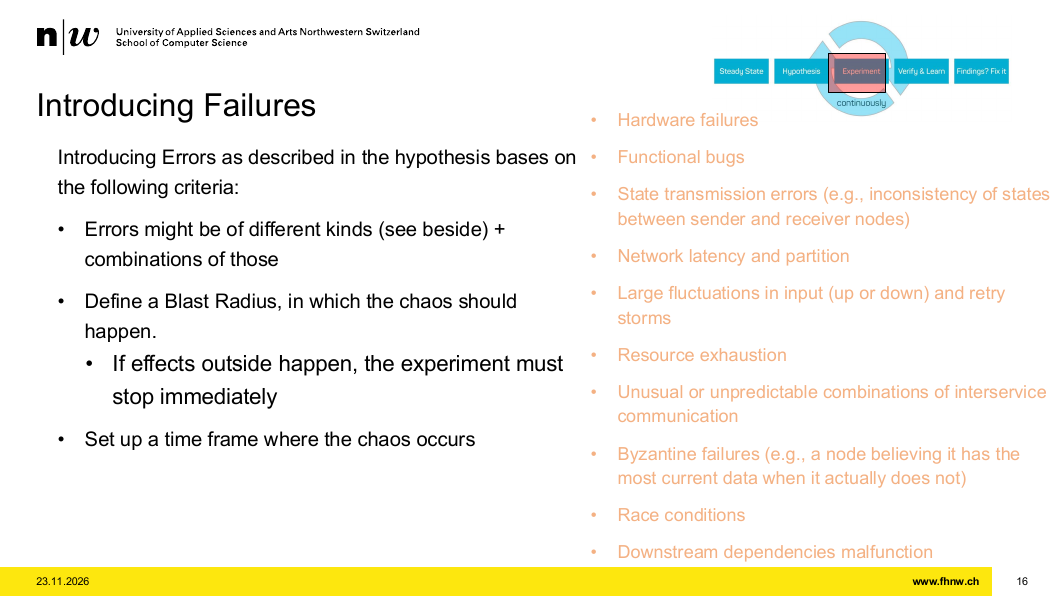 n w University of Applied Sciences and Arts Northwestern Switzerland
School of Computer Science
Steady State
Hypothesis
Experiment
Verify & Learn
Findings? Fix it
continuously
Introducing Failures
Introducing Errors as described in the hypothesis bases on
the following criteria:
• Errors might be of different kinds (see beside) +
combinations of those
• Define a Blast Radius, in which the chaos should
happen.
• If effects outside happen, the experiment must
stop immediately
• Set up a time frame where the chaos occurs
• Hardware failures
• Functional bugs
• State transmission errors (e.g., inconsistency of states
between sender and receiver nodes)
• Network latency and partition
• Large fluctuations in input (up or down) and retry
storms
• Resource exhaustion
• Unusual or unpredictable combinations of interservice
communication
• Byzantine failures (e.g., a node believing it has the
most current data when it actually does not)
• Race conditions
• Downstream dependencies malfunction
23.11.2026
www.fhnw.ch
16